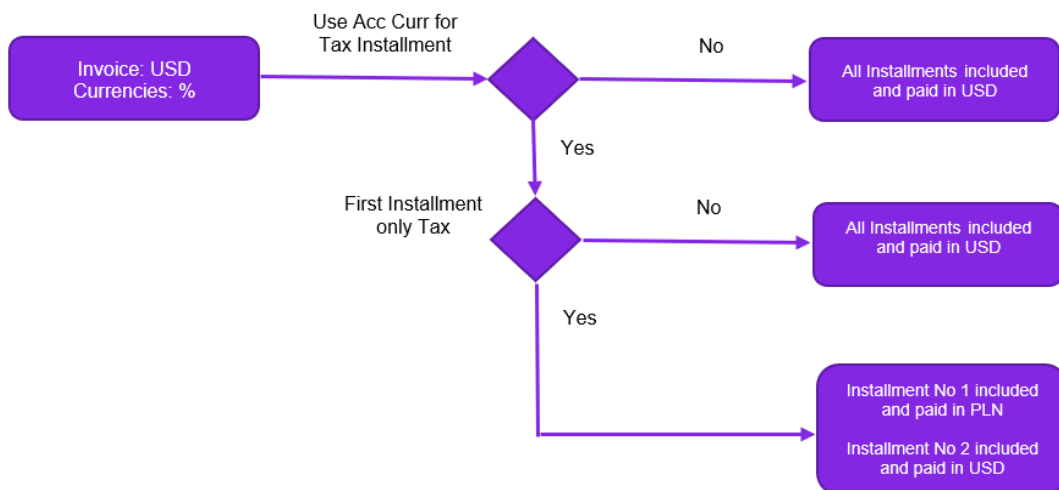 Use Acc Curr for
Tax Installment
No
Invoice: USD
Currencies: %
All Installments included
and paid in USD
Yes
First Installment
only Tax
No
All Installments included
and paid in USD
Yes
Installment No 1 included
and paid in PLN
Installment No 2 included
and paid in USD